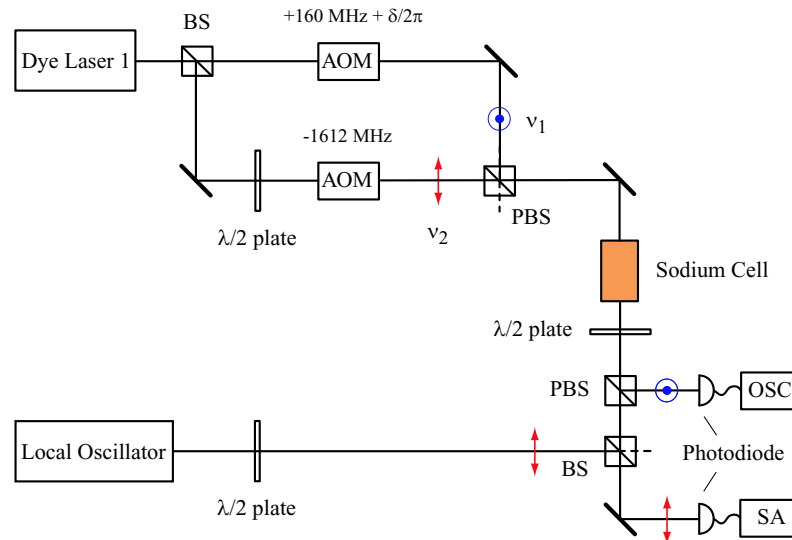 +160 MHz + δ/2π
BS
Dye Laser 1
AOM
ν1
-1612 MHz
AOM
PBS
λ/2 plate
ν2
Sodium Cell
λ/2 plate
PBS
OSC
Local Oscillator
BS
Photodiode
λ/2 plate
SA